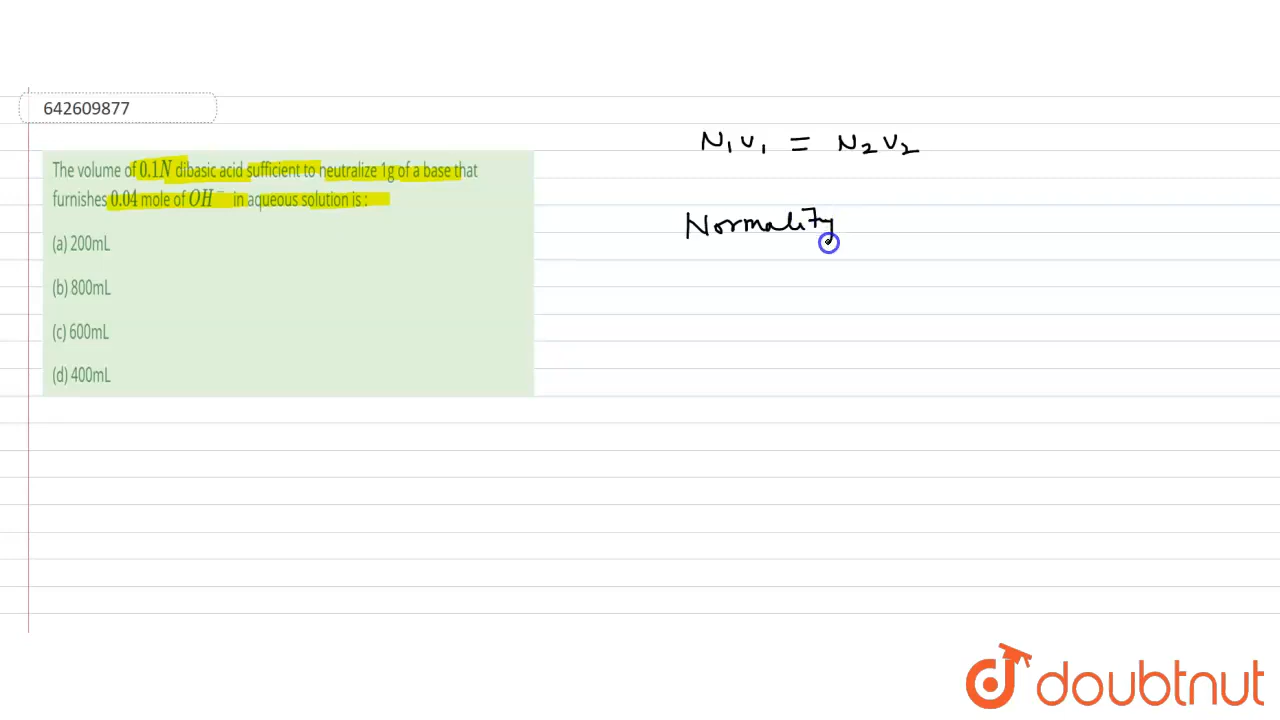 642609877
The volume of 0.1N dibasic acid sufficient to neutralize 1g of a base that
furnishes 0.04 mole of OH⁻ in aqueous solution is :
(a) 200mL
(b) 800mL
(c) 600mL
(d) 400mL
N₁V₁ = N₂V₂
Normality
doubtnut